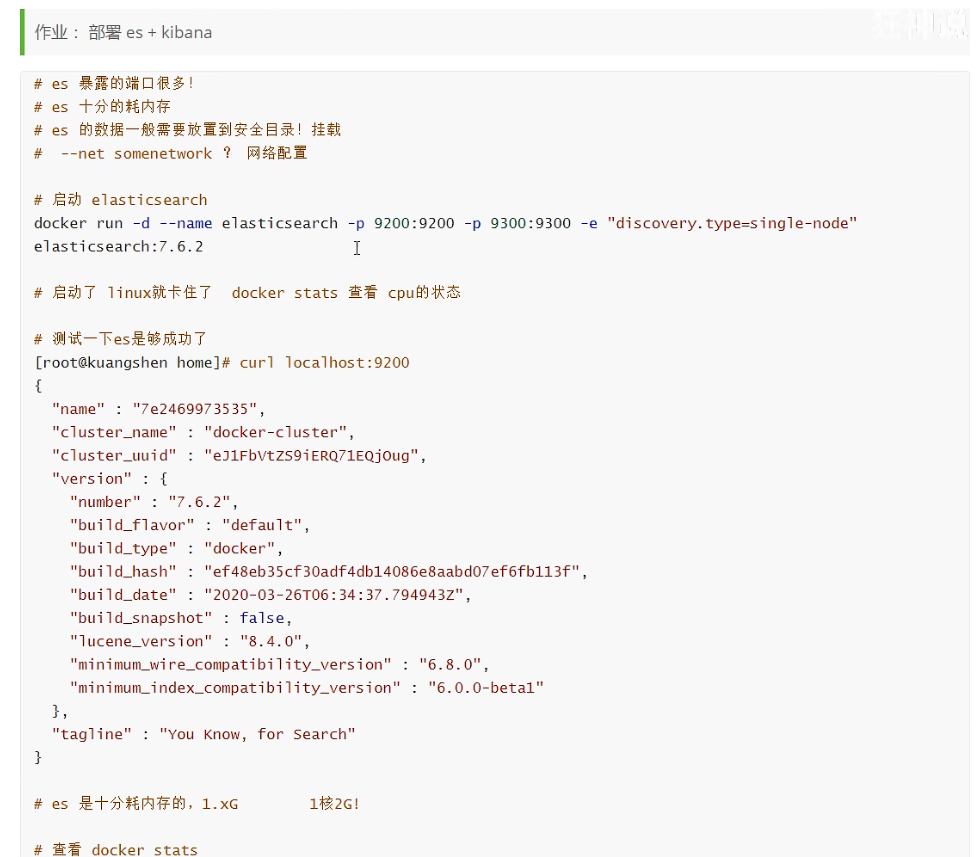 作业： 部署 es + kibana
狂神说
# es 暴露的端口很多！
# es 十分的耗内存
# es 的数据一般需要放置到安全目录！挂载
# --net somenetwork ？ 网络配置
# 启动 elasticsearch
docker run -d --name elasticsearch -p 9200:9200 -p 9300:9300 -e "discovery.type=single-node"
elasticsearch:7.6.2
# 启动了 linux就卡住了 docker stats 查看 cpu的状态
# 测试一下es是够成功了
[root@kuangshen home]# curl localhost:9200
{
"name" : "7e2469973535",
"cluster_name" : "docker-cluster",
"cluster_uuid" : "eJ1FbVtZS9iERQ71EQjOug",
"version" : {
"number" : "7.6.2",
"build_flavor" : "default",
"build_type" : "docker",
"build_hash" : "ef48eb35cf30adf4db14086e8aabd07ef6fb113f",
"build_date" : "2020-03-26T06:34:37.794943Z",
"build_snapshot" : false,
"lucene_version" : "8.4.0",
"minimum_wire_compatibility_version" : "6.8.0",
"minimum_index_compatibility_version" : "6.0.0-beta1"
},
"tagline" : "You Know, for Search"
}
# es 是十分耗内存的，1.xG 1核2G！
# 查看 docker stats